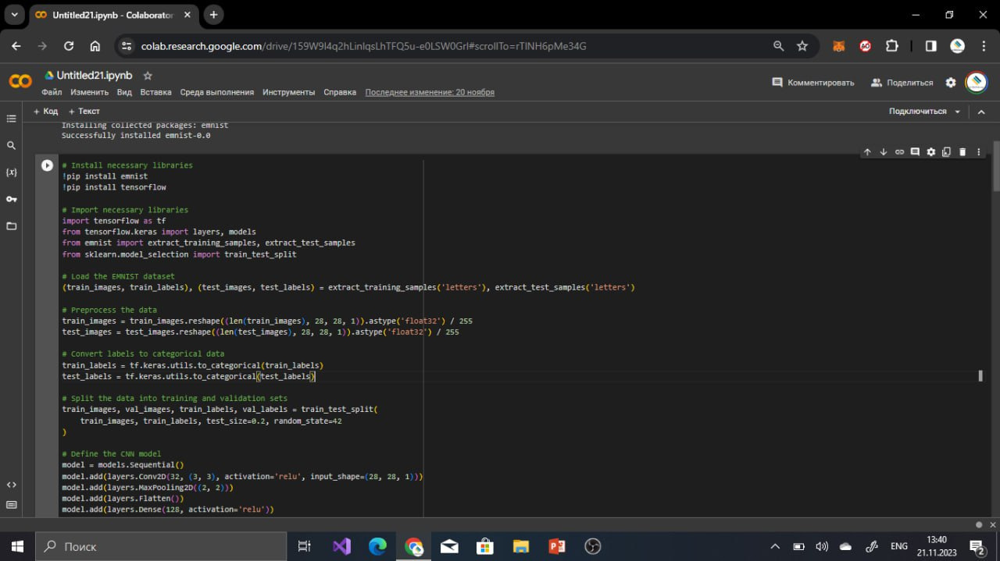 Untitled21.ipynb - Colaborator
colab.research.google.com/drive/159W9l4q2hLinlqsLhTFQ5u-e0LSW0Grl#scrollTo=rTlNH6pMe34G
Untitled21.ipynb
Файл Изменить Вид Вставка Среда выполнения Инструменты Справка Последнее изменение: 20 ноября
Комментировать Поделиться
+ Код + Текст
Подключиться
Installing collected packages: emnist
Successfully installed emnist-0.0
# Install necessary libraries
!pip install emnist
!pip install tensorflow
# Import necessary libraries
import tensorflow as tf
from tensorflow.keras import layers, models
from emnist import extract_training_samples, extract_test_samples
from sklearn.model_selection import train_test_split
# Load the EMNIST dataset
(train_images, train_labels), (test_images, test_labels) = extract_training_samples('letters'), extract_test_samples('letters')
# Preprocess the data
train_images = train_images.reshape((len(train_images), 28, 28, 1)).astype('float32') / 255
test_images = test_images.reshape((len(test_images), 28, 28, 1)).astype('float32') / 255
# Convert labels to categorical data
train_labels = tf.keras.utils.to_categorical(train_labels)
test_labels = tf.keras.utils.to_categorical(test_labels)
# Split the data into training and validation sets
train_images, val_images, train_labels, val_labels = train_test_split(
train_images, train_labels, test_size=0.2, random_state=42
)
# Define the CNN model
model = models.Sequential()
model.add(layers.Conv2D(32, (3, 3), activation='relu', input_shape=(28, 28, 1)))
model.add(layers.MaxPooling2D((2, 2)))
model.add(layers.Flatten())
model.add(layers.Dense(128, activation='relu'))
Поиск
ENG
13:40
21.11.2023
2